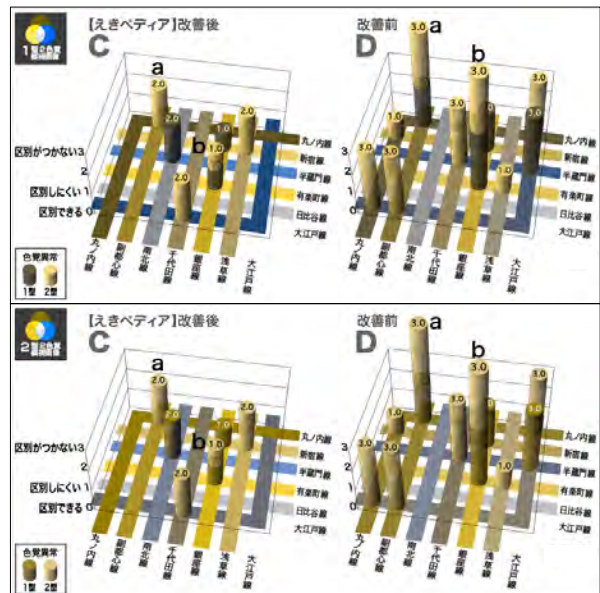 1型2色覚
【えきペディア】改善後
C
a
2.0
2.0
2.0
b
1.0
1.0
2.0
区別がつかない3
2
区別しにくい1
区別できる0
丸ノ内線
新宿線
半蔵門線
有楽町線
日比谷線
大江戸線
丸ノ内線
副都心線
南北線
千代田線
銀座線
浅草線
大江戸線
色覚異常
1型 2型
改善前
D
a
3.0
b
3.0
3.0
3.0
3.0
1.0
3.0
3.0
1.0
3
2
1
0
丸ノ内線
新宿線
半蔵門線
有楽町線
日比谷線
大江戸線
丸ノ内線
副都心線
南北線
千代田線
銀座線
浅草線
大江戸線
2型2色覚
【えきペディア】改善後
C
a
2.0
2.0
2.0
b
1.0
1.0
2.0
区別がつかない3
2
区別しにくい1
区別できる0
丸ノ内線
新宿線
半蔵門線
有楽町線
日比谷線
大江戸線
丸ノ内線
副都心線
南北線
千代田線
銀座線
浅草線
大江戸線
色覚異常
1型 2型
改善前
D
a
3.0
b
3.0
3.0
3.0
3.0
1.0
3.0
3.0
1.0
3
2
1
0
丸ノ内線
新宿線
半蔵門線
有楽町線
日比谷線
大江戸線
丸ノ内線
副都心線
南北線
千代田線
銀座線
浅草線
大江戸線